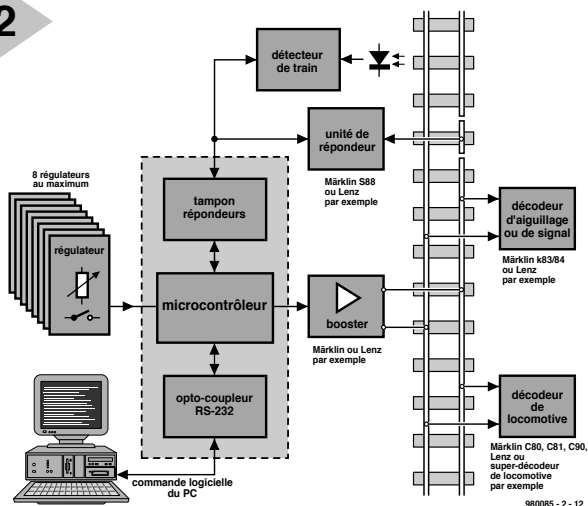 2
détecteur
de train
unité de
répondeur
Märklin S88
ou Lenz
par exemple
8 régulateurs
au maximum
régulateur
tampon
répondeurs
microcontrôleur
booster
Märklin ou Lenz
par exemple
opto-coupleur
RS-232
commande logicielle
du PC
décodeur
d'aiguillage
ou de signal
Märklin k83/84
ou Lenz
par exemple
décodeur
de
locomotive
Märklin C80, C81, C90,
Lenz ou
super-décodeur
de locomotive
par exemple
980085 - 2 - 12